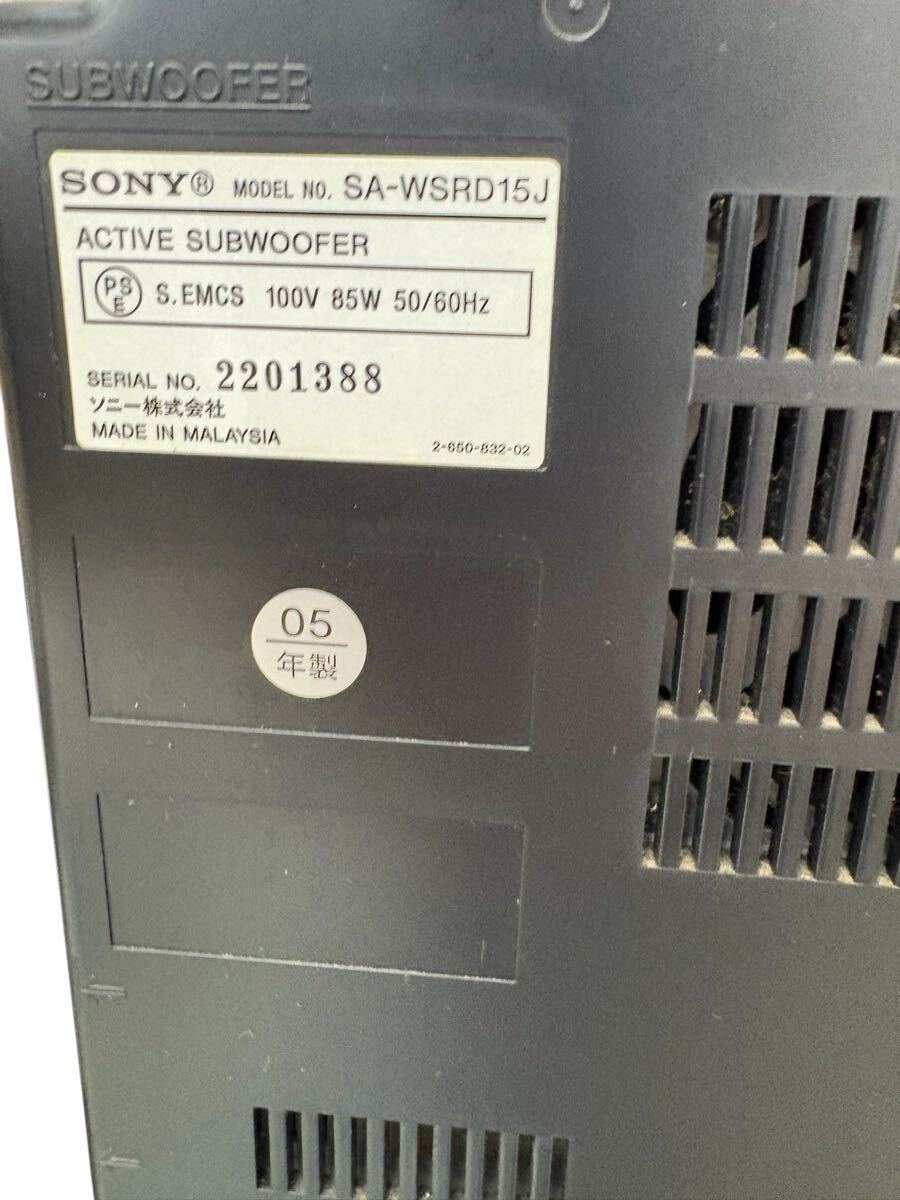 SUBWOOFER
SONY® MODEL NO. SA-WSRD15J
ACTIVE SUBWOOFER
PSE S.EMCS 100V 85W 50/60Hz
SERIAL NO. 2201388
ソニー株式会社
MADE IN MALAYSIA 2-650-832-02
05
年製